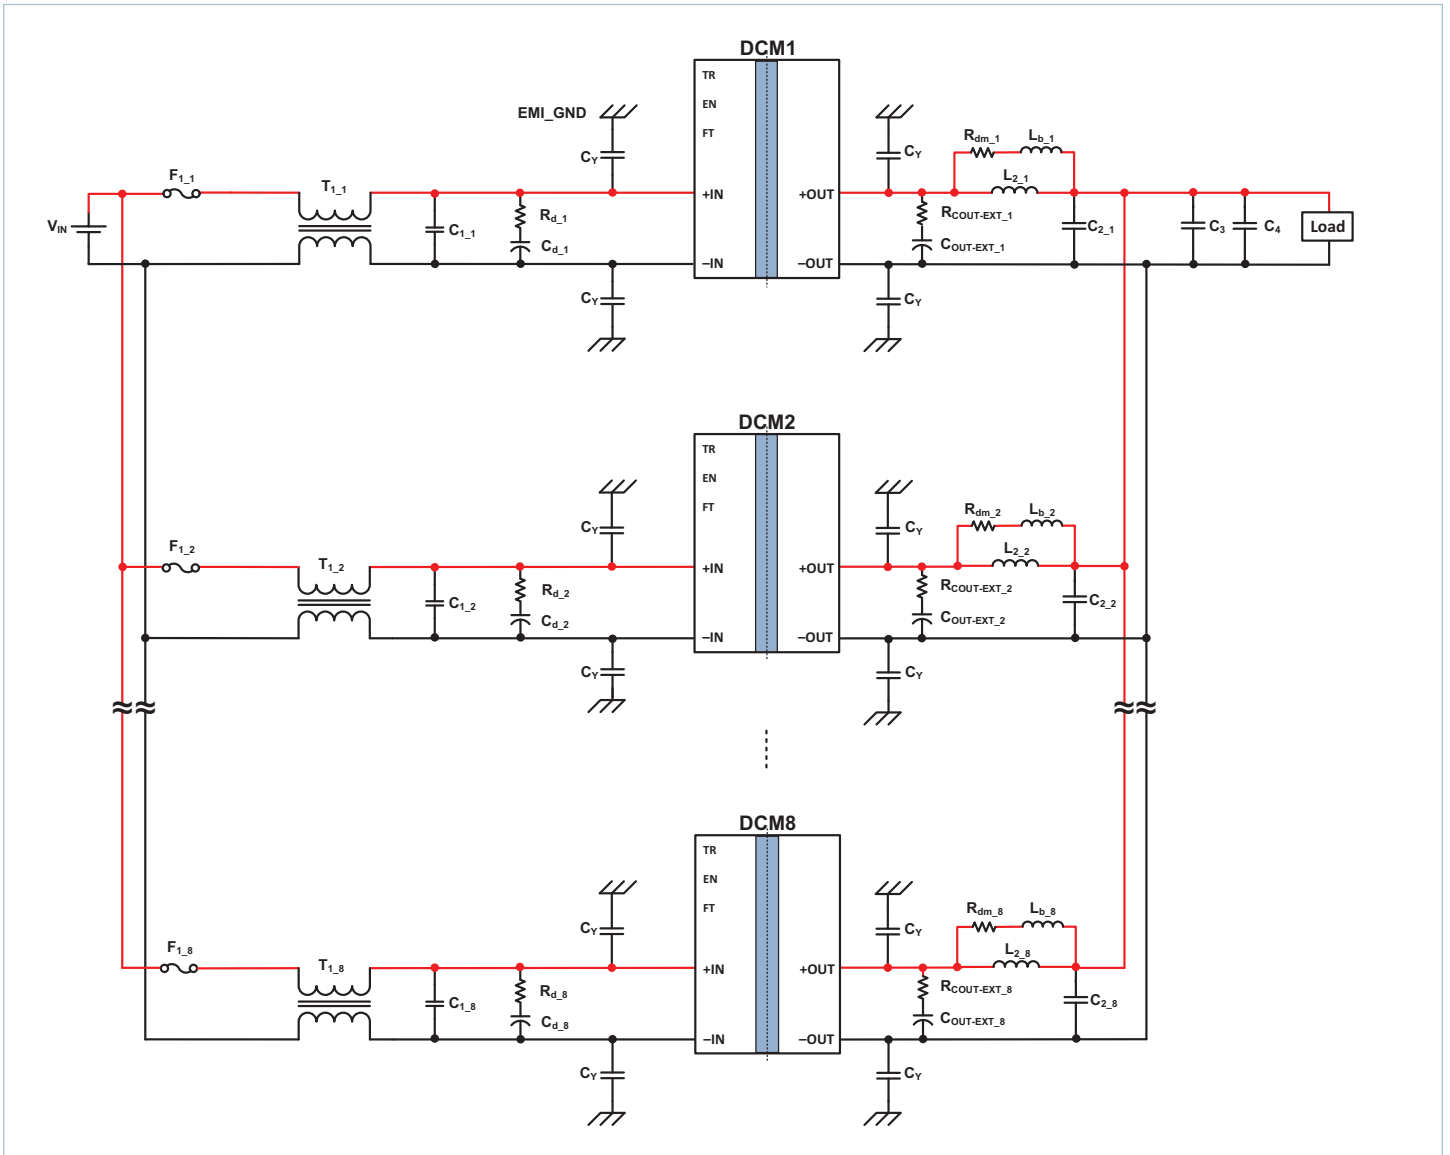 DCM1
TR
EN
FT
+IN
–IN
+OUT
–OUT
EMI_GND
CY
CY
CY
CY
VIN
F1_1
T1_1
C1_1
Rd_1
Cd_1
Rdm_1
Lb_1
L2_1
RCOUT-EXT_1
COUT-EXT_1
C2_1
C3
C4
Load
DCM2
TR
EN
FT
+IN
–IN
+OUT
–OUT
CY
CY
CY
CY
F1_2
T1_2
C1_2
Rd_2
Cd_2
Rdm_2
Lb_2
L2_2
RCOUT-EXT_2
COUT-EXT_2
C2_2
DCM8
TR
EN
FT
+IN
–IN
+OUT
–OUT
CY
CY
CY
CY
F1_8
T1_8
C1_8
Rd_8
Cd_8
Rdm_8
Lb_8
L2_8
RCOUT-EXT_8
COUT-EXT_8
C2_8